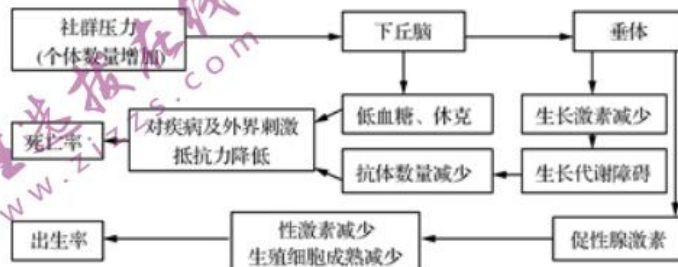 社群压力
(个体数量增加)
下丘脑
垂体
低血糖、休克
生长激素减少
对疾病及外界刺激
抵抗力降低
死亡率
抗体数量减少
生长代谢障碍
性激素减少
生殖细胞成熟减少
出生率
促性腺激素
www.zizzs.com